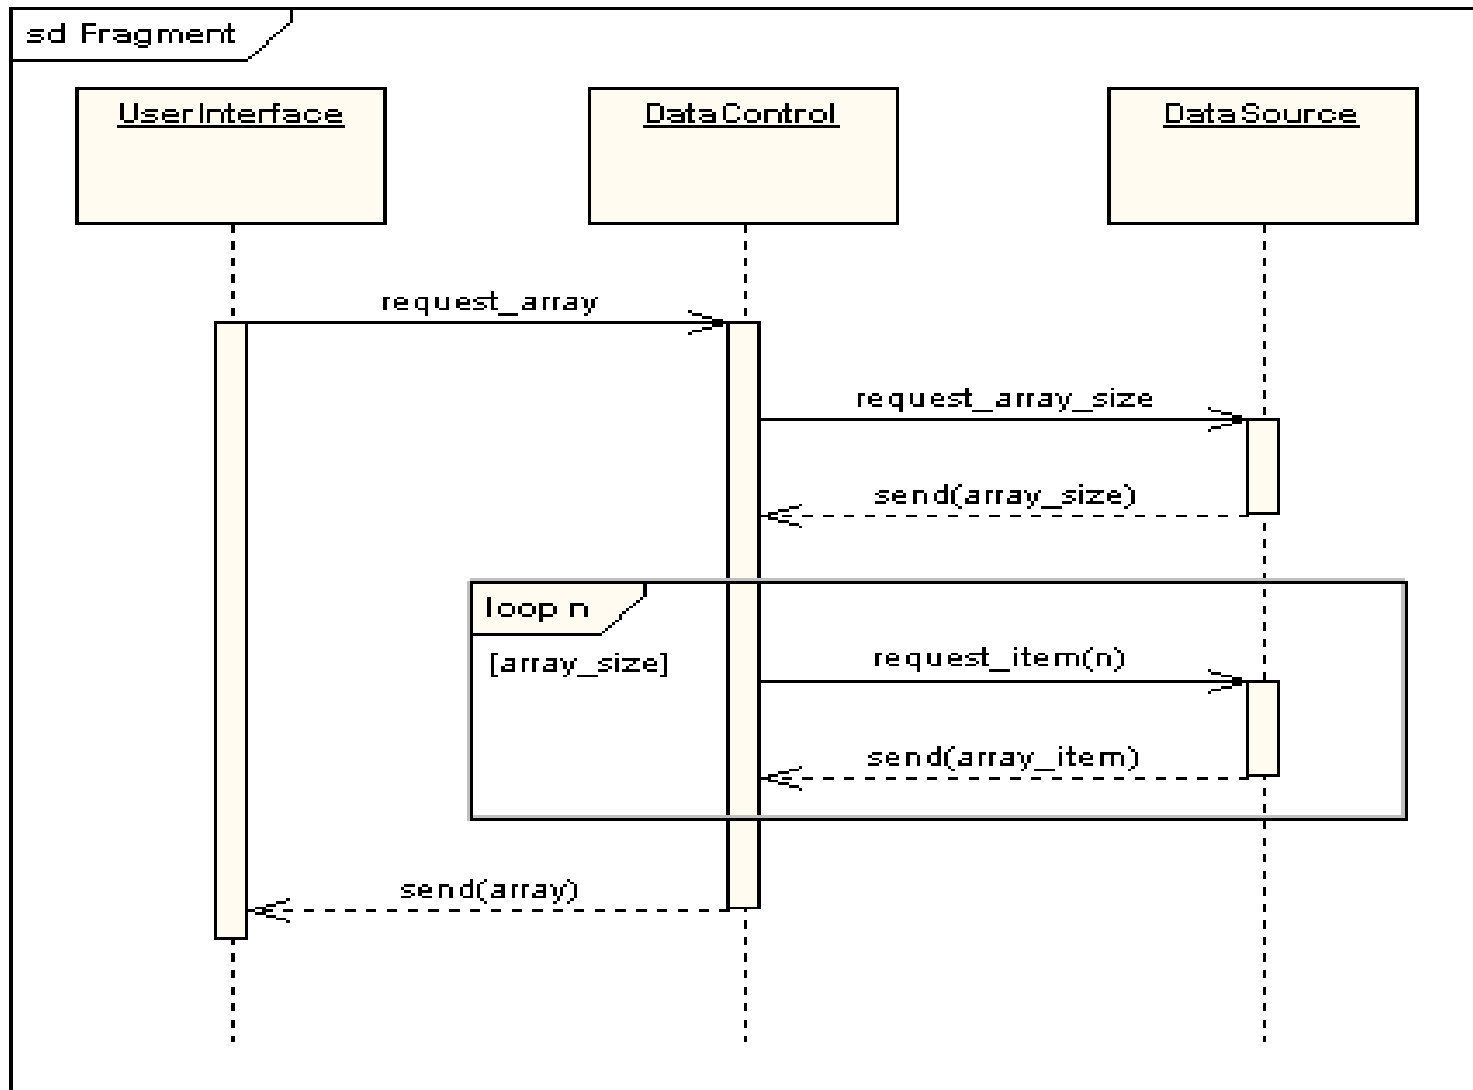 sd Fragment
UserInterface
DataControl
DataSource
request_array
request_array_size
send(array_size)
loop n
[array_size]
request_item(n)
send(array_item)
send(array)